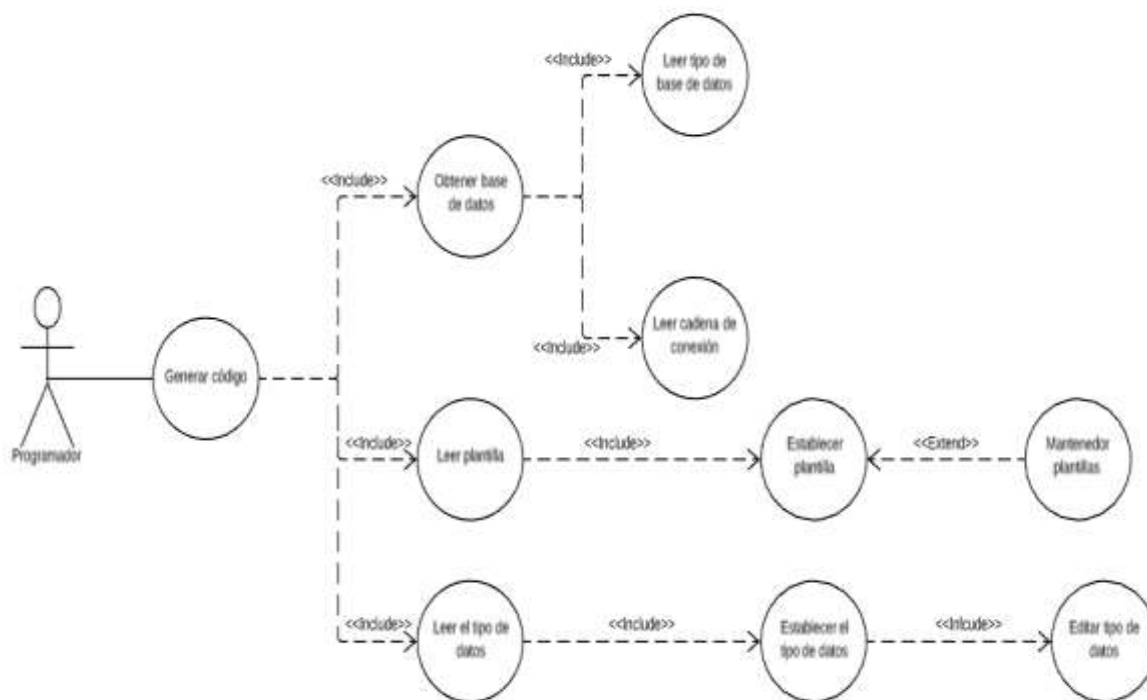 <<Include>>
Leer tipo de
base de datos
<<Include>>
Obtener base
de datos
<<Include>>
Leer cadena de
conexión
Generar código
Programador
<<Include>>
Leer plantilla
<<Include>>
Establecer
plantilla
<<Extend>>
Mantenedor
plantillas
<<Include>>
Leer el tipo de
datos
<<Include>>
Establecer el
tipo de datos
<<Inlcude>>
Editar tipo de
datos